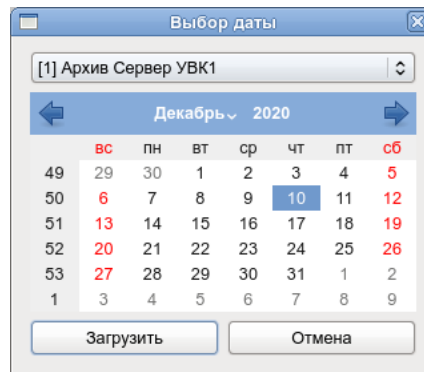 Выбор даты
[1] Архив Сервер УВК1
Декабрь 2020
вс пн вт ср чт пт сб
49 29 30 1 2 3 4 5
50 6 7 8 9 10 11 12
51 13 14 15 16 17 18 19
52 20 21 22 23 24 25 26
53 27 28 29 30 31 1 2
1 3 4 5 6 7 8 9
Загрузить Отмена